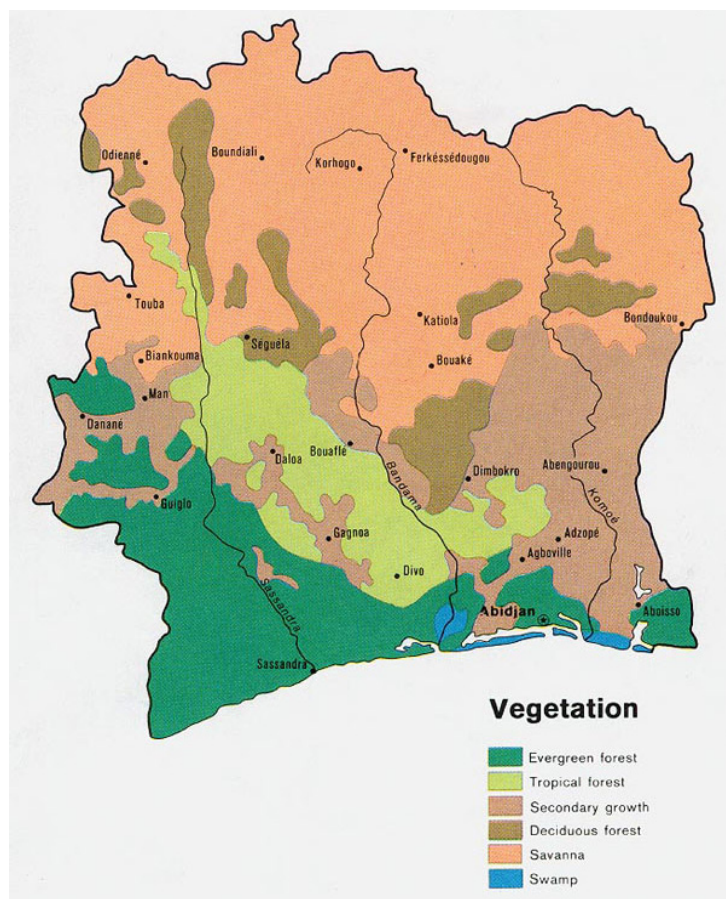 Odienné
Boundiali
Korhogo
Ferkéssédougou
Touba
Katiola
Bondoukou
Séguéla
Biankouma
Bouaké
Man
Danané
Bouaflé
Daloa
Dimbokro
Abengourou
Bandama
Guiglo
Komoé
Gagnoa
Adzopé
Agboville
Divo
Sassandra
Abidjan
Aboisso
Sassandra
Vegetation
Evergreen forest
Tropical forest
Secondary growth
Deciduous forest
Savanna
Swamp